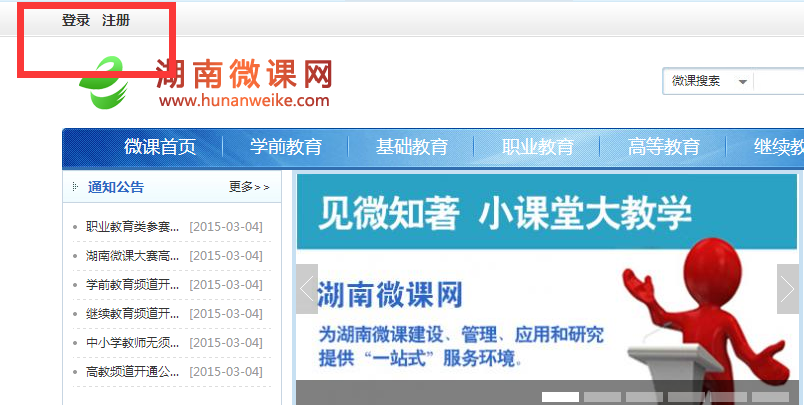 登录 注册
湖南微课网
www.hunanweike.com
微课搜索
微课首页 学前教育 基础教育 职业教育 高等教育 继续教
通知公告 更多>>
职业教育类参赛... [2015-03-04]
湖南微课大赛高... [2015-03-04]
学前教育频道开... [2015-03-04]
继续教育频道开... [2015-03-04]
中小学教师无须... [2015-03-04]
高教频道开通公... [2015-03-04]
见微知著 小课堂大教学
湖南微课网
为湖南微课建设、管理、应用和研究
提供“一站式”服务环境。